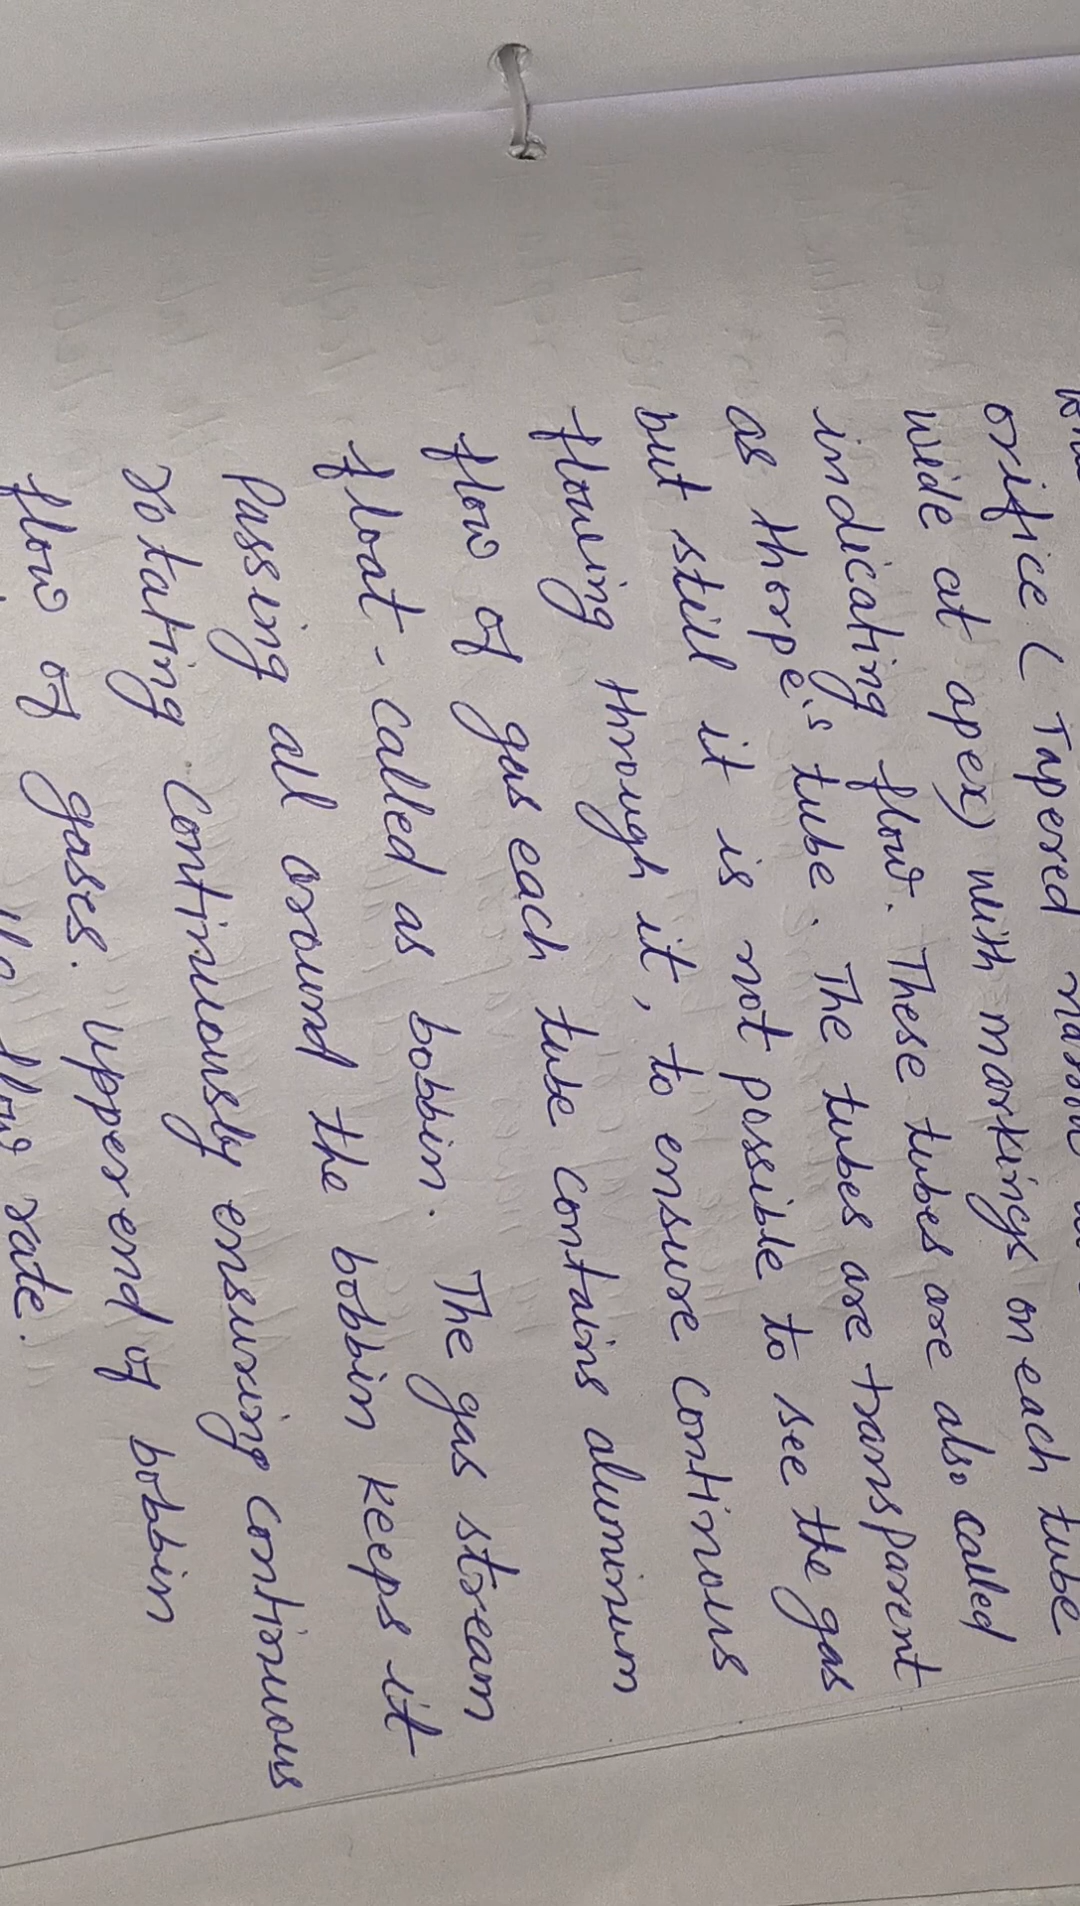 orifice ( Tapered
wide at apex) with markings on each tube
indicating flow. These tubes are also called
as thorpe's tube. The tubes are transparent
but still it is not possible to see the gas
flowing through it, to ensure continous
flow of gas each tube contains aluminum
float - called as bobbin. The gas stream
Passing all around the bobbin keeps it
rotating continuously ensuring continuous
flow of gases. Upper end of bobbin
flow rate.